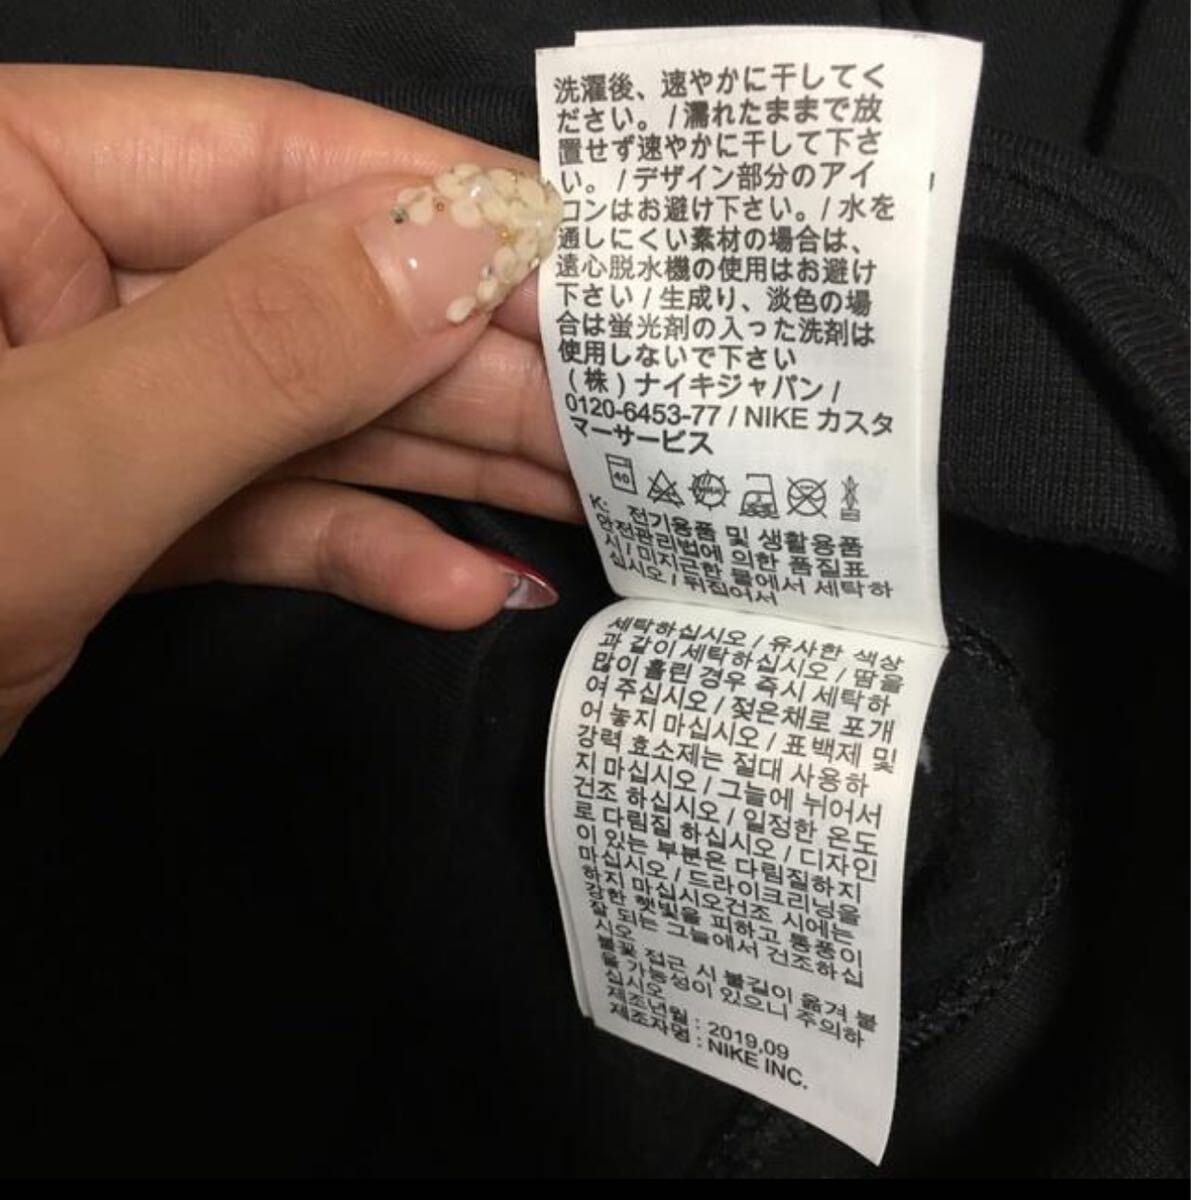 洗濯後、速やかに干してく
ださい。/ 濡れたままで放
置せず速やかに干して下さ
い。/ デザイン部分のアイ
コンはお避け下さい。/ 水を
通しにくい素材の場合は、
遠心脱水機の使用はお避け
下さい / 生成り、淡色の場
合は蛍光剤の入った洗剤は
使用しないで下さい
(株) ナイキジャパン /
0120-6453-77 / NIKE カスタ
マーサービス
40
K: 전기용품 및 생활용품
안전관리법에 의한 품질표
시 / 미지근한 물에서 세탁하
십시오 / 뒤집어서
세탁하십시오 / 유사한 색상
과 같이 세탁하십시오 / 땀을
많이 흘린 경우 즉시 세탁하
여 주십시오 / 젖은채로 포개
어 놓지 마십시오 / 표백제 및
강력 효소제는 절대 사용하
지 마십시오 / 그늘에 뉘어서
건조 하십시오 / 일정한 온도
로 다림질 하십시오 / 디자인
이 있는 부분은 다림질하지
마십시오 / 드라이크리닝을
하지 마십시오건조 시에는
강한 햇빛을 피하고 통풍이
잘 되는 그늘에서 건조하십
시오
불꽃 접근 시 불길이 옮겨 붙
을 가능성이 있으니 주의하
십시오
제조년월 : 2019.09
제조자명 : NIKE INC.